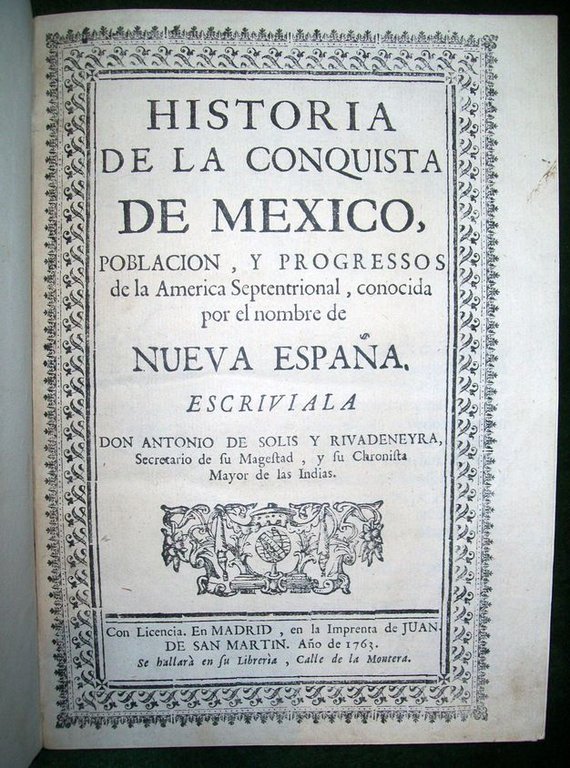 HISTORIA
DE LA CONQUISTA
DE MEXICO,
POBLACION, Y PROGRESSOS
de la America Septentrional, conocida
por el nombre de
NUEVA ESPAÑA.
ESCRIVIALA
DON ANTONIO DE SOLIS Y RIVADENEYRA,
Secretario de ſu Mageſtad, y ſu Chroniſta
Mayor de las Indias.
Con Licencia. En MADRID, en la Imprenta de JUAN
DE SAN MARTIN. Año de 1763.
Se hallarà en ſu Libreria, Calle de la Montera.